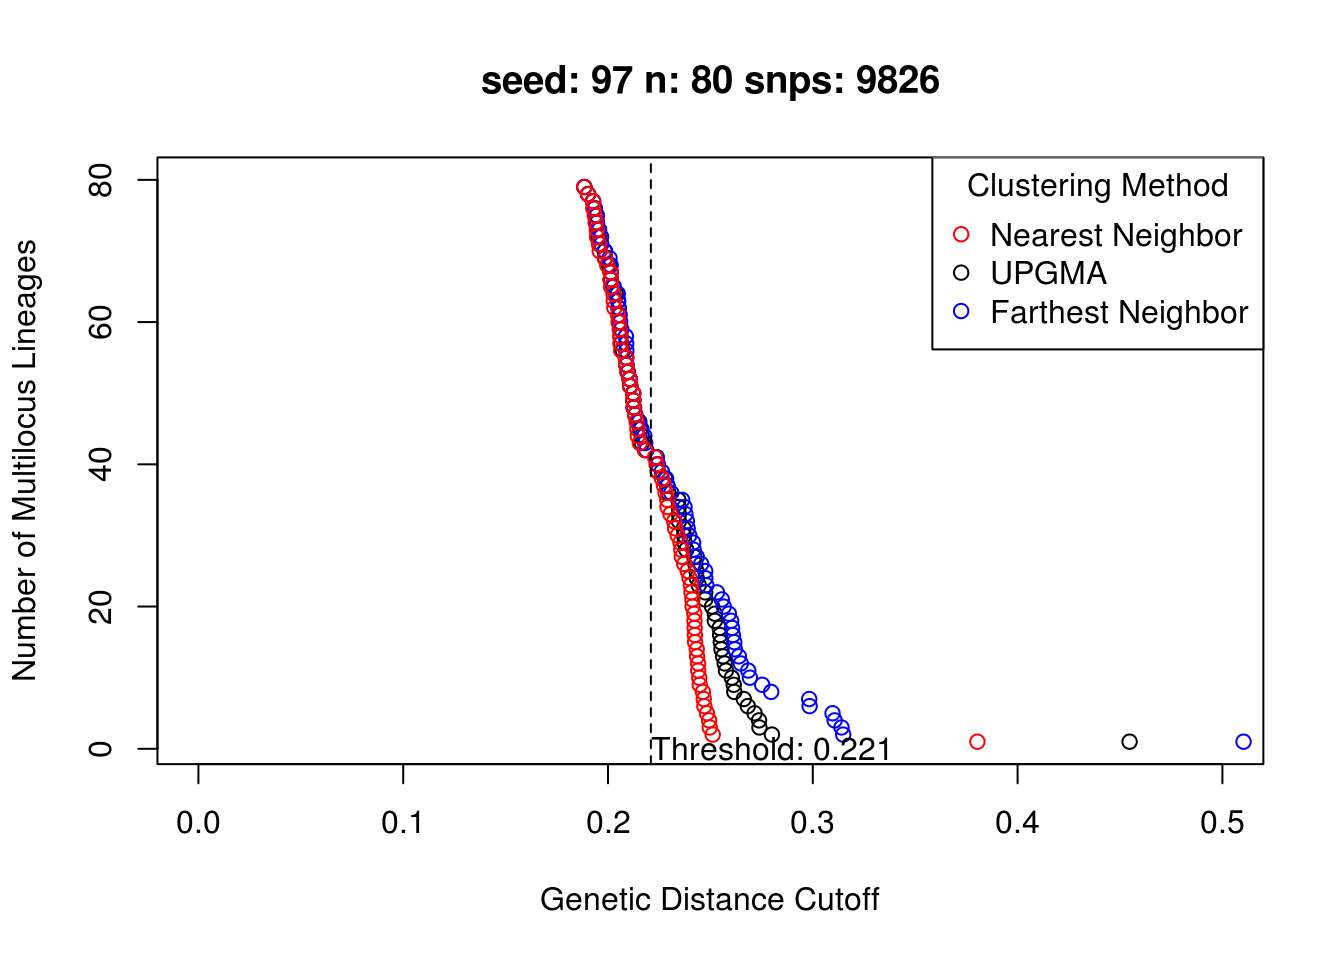 seed: 97 n: 80 snps: 9826
Number of Multilocus Lineages
80
60
40
20
0
Clustering Method
Nearest Neighbor
UPGMA
Farthest Neighbor
Threshold: 0.221
0.0 0.1 0.2 0.3 0.4 0.5
Genetic Distance Cutoff